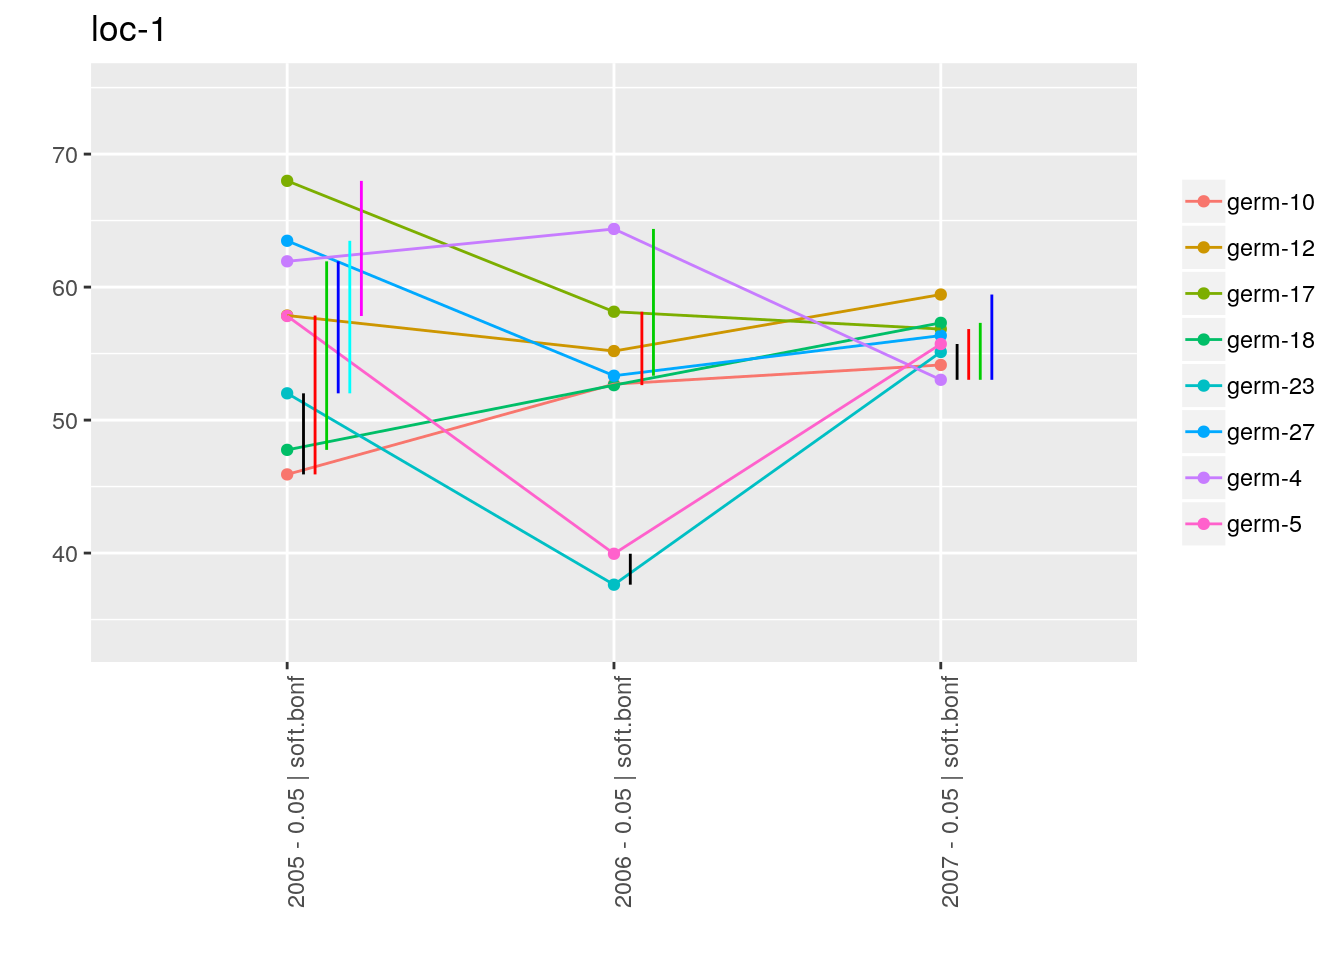 loc-1
70
60
50
40
2005 - 0.05 | soft.bonf
2006 - 0.05 | soft.bonf
2007 - 0.05 | soft.bonf
germ-10
germ-12
germ-17
germ-18
germ-23
germ-27
germ-4
germ-5